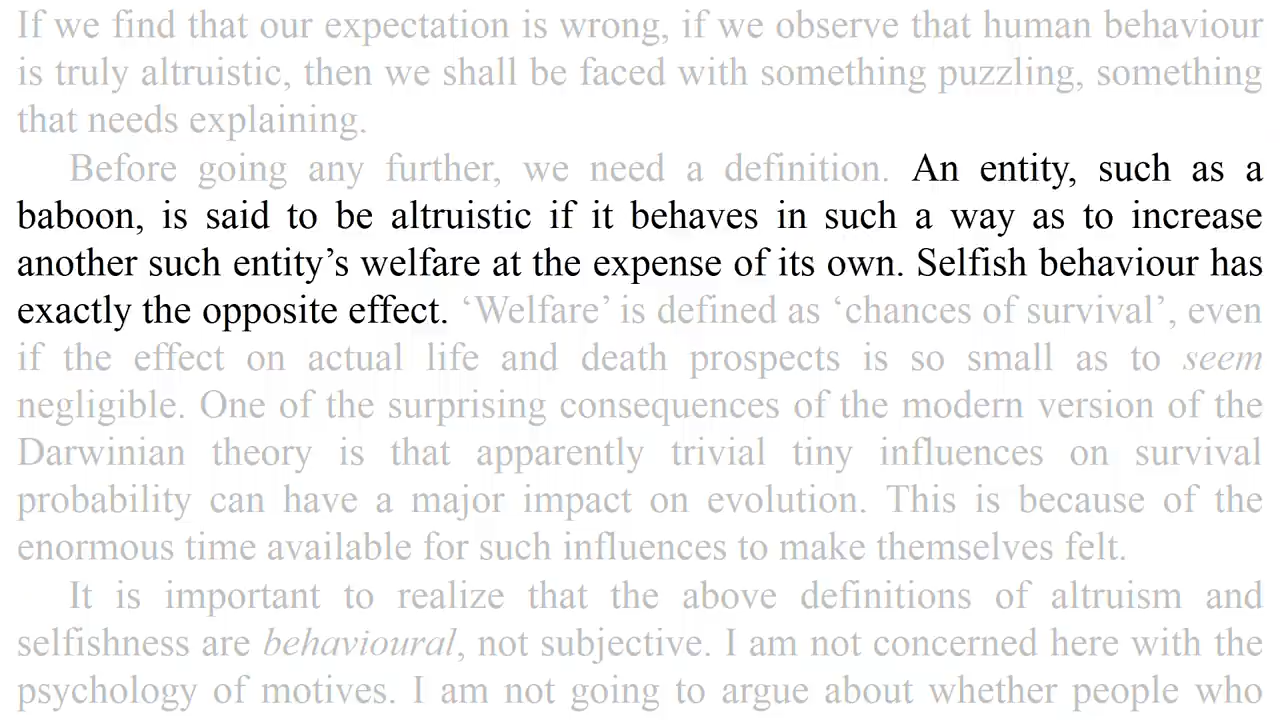 If we find that our expectation is wrong, if we observe that human behaviour
is truly altruistic, then we shall be faced with something puzzling, something
that needs explaining.
Before going any further, we need a definition. An entity, such as a
baboon, is said to be altruistic if it behaves in such a way as to increase
another such entity’s welfare at the expense of its own. Selfish behaviour has
exactly the opposite effect. ‘Welfare’ is defined as ‘chances of survival’, even
if the effect on actual life and death prospects is so small as to seem
negligible. One of the surprising consequences of the modern version of the
Darwinian theory is that apparently trivial tiny influences on survival
probability can have a major impact on evolution. This is because of the
enormous time available for such influences to make themselves felt.
It is important to realize that the above definitions of altruism and
selfishness are behavioural, not subjective. I am not concerned here with the
psychology of motives. I am not going to argue about whether people who